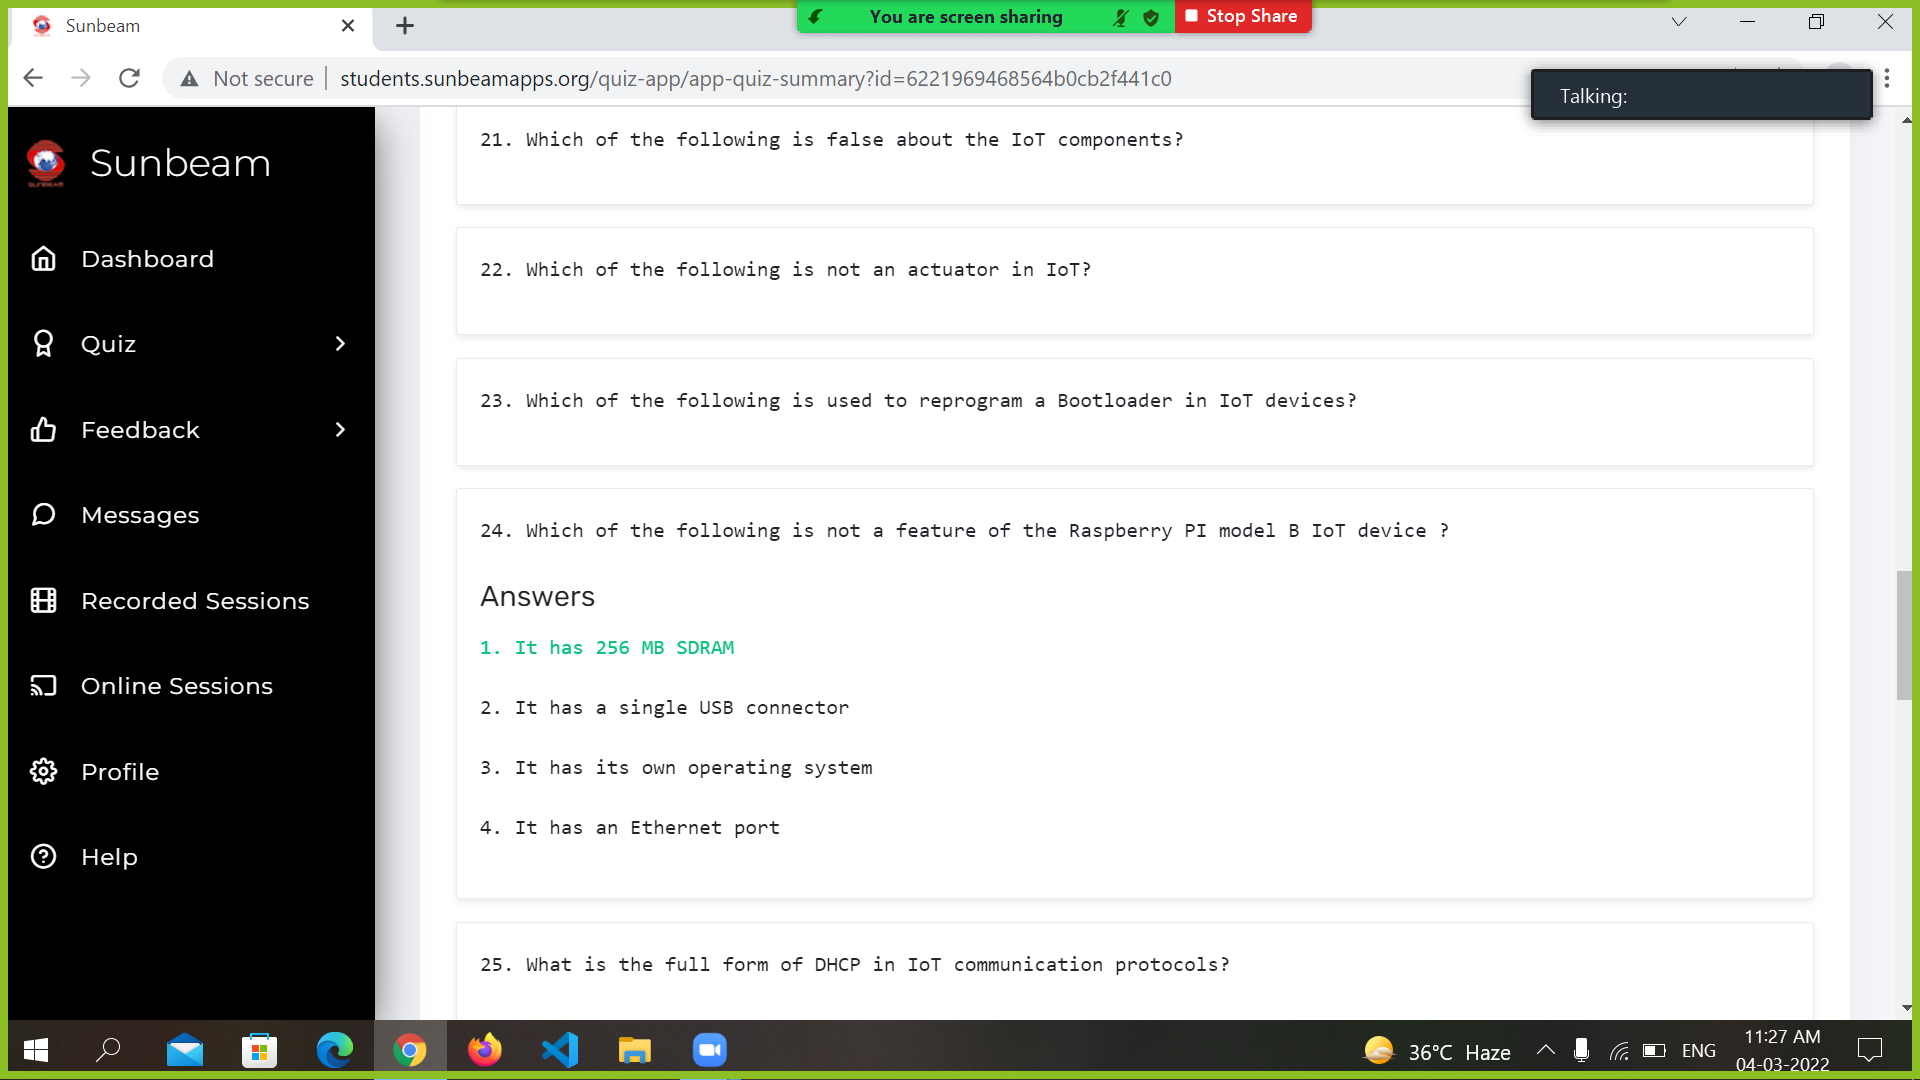 Sunbeam
You are screen sharing
Stop Share
Not secure
students.sunbeamapps.org/quiz-app/app-quiz-summary?id=6221969468564b0cb2f441c0
Talking:
Sunbeam
Dashboard
Quiz
Feedback
Messages
Recorded Sessions
Online Sessions
Profile
Help
21. Which of the following is false about the IoT components?
22. Which of the following is not an actuator in IoT?
23. Which of the following is used to reprogram a Bootloader in IoT devices?
24. Which of the following is not a feature of the Raspberry PI model B IoT device ?
Answers
1. It has 256 MB SDRAM
2. It has a single USB connector
3. It has its own operating system
4. It has an Ethernet port
25. What is the full form of DHCP in IoT communication protocols?
36°C Haze
ENG
11:27 AM
04-03-2022